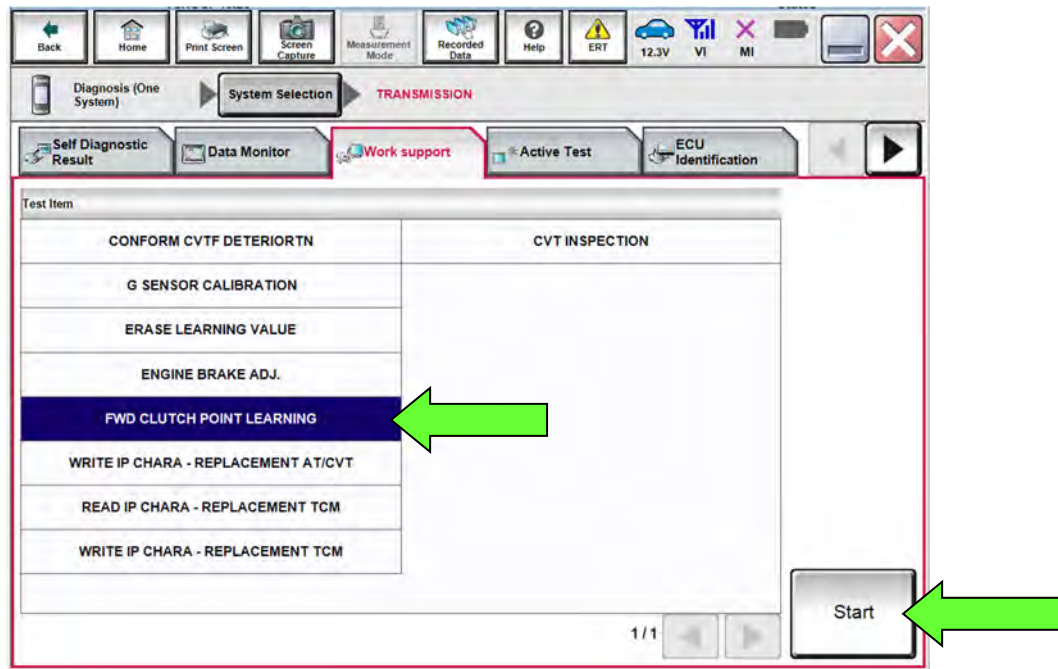 Back
Home
Print Screen
Screen
Capture
Measurement
Mode
Recorded
Data
Help
ERT
12.3V
VI
MI
Diagnosis (One
System)
System Selection
TRANSMISSION
Self Diagnostic
Result
Data Monitor
Work support
Active Test
ECU
Identification
Test Item
CONFORM CVTF DETERIORTN
CVT INSPECTION
G SENSOR CALIBRATION
ERASE LEARNING VALUE
ENGINE BRAKE ADJ.
FWD CLUTCH POINT LEARNING
WRITE IP CHARA - REPLACEMENT AT/CVT
READ IP CHARA - REPLACEMENT TCM
WRITE IP CHARA - REPLACEMENT TCM
Start
1/1